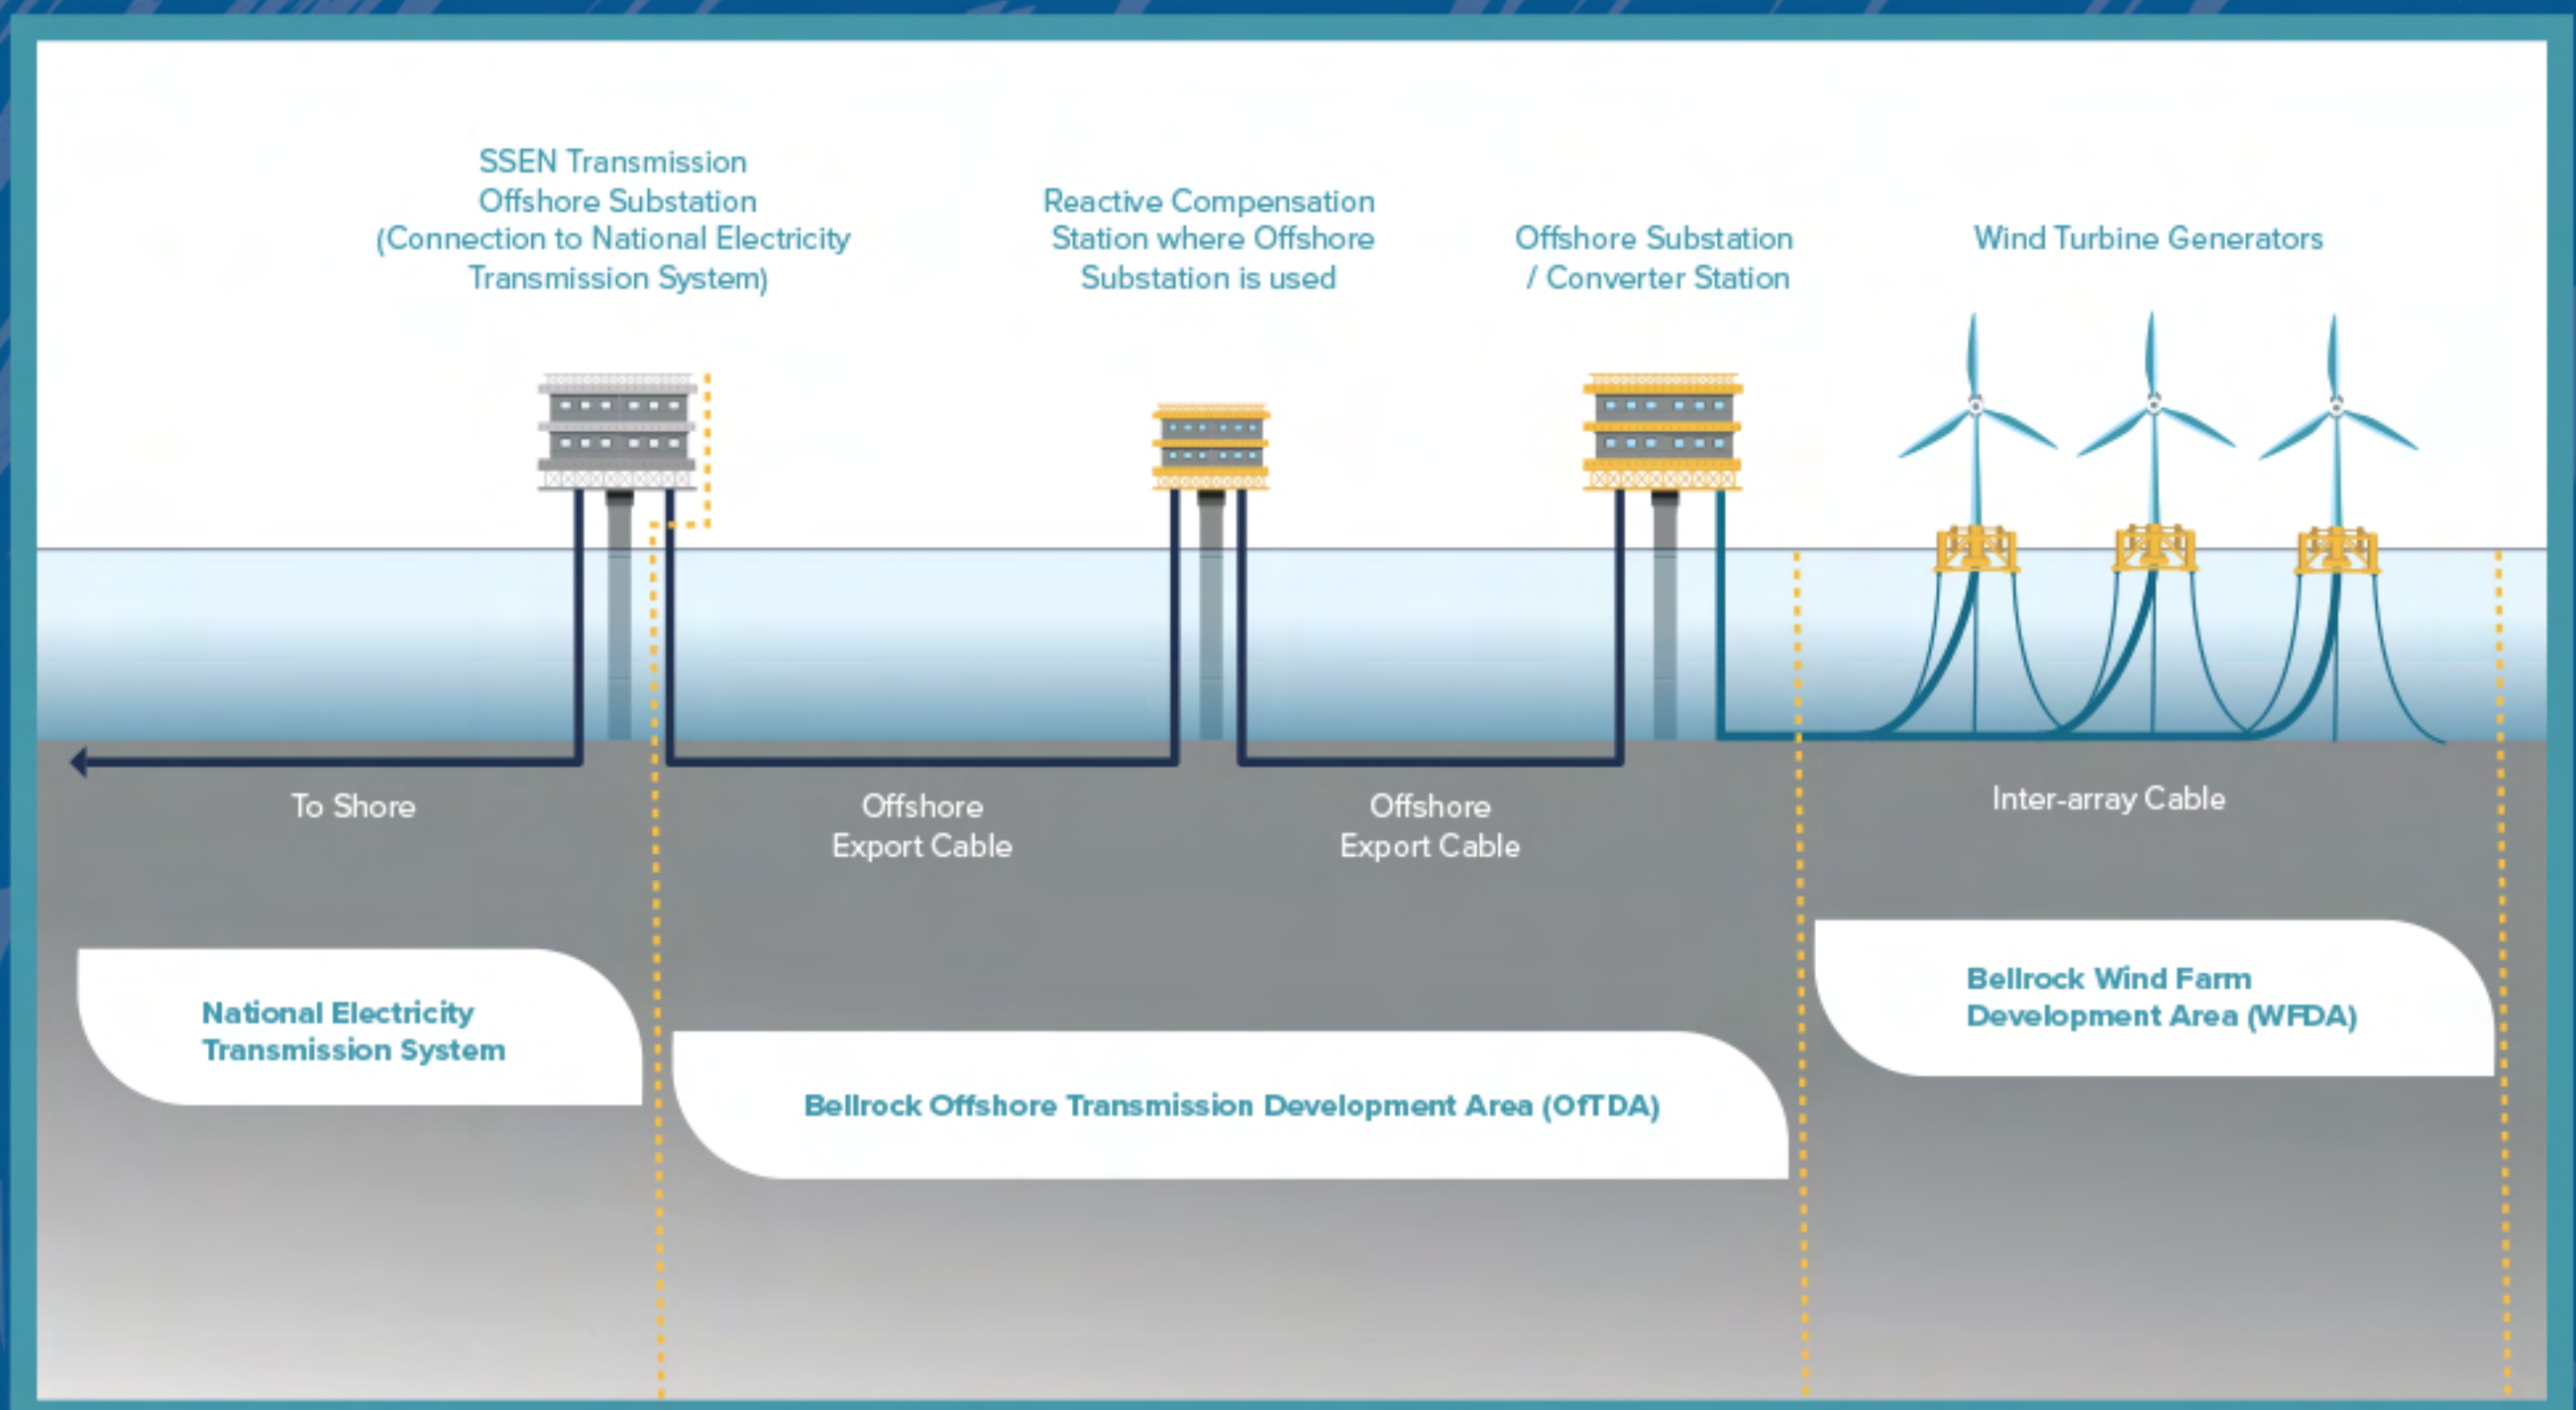 SSEN Transmission
Offshore Substation
(Connection to National Electricity
Transmission System)
Reactive Compensation
Station where Offshore
Substation is used
Offshore Substation
/ Converter Station
Wind Turbine Generators
To Shore
Offshore
Export Cable
Offshore
Export Cable
Inter-array Cable
National Electricity
Transmission System
Bellrock Offshore Transmission Development Area (OfTDA)
Bellrock Wind Farm
Development Area (WFDA)